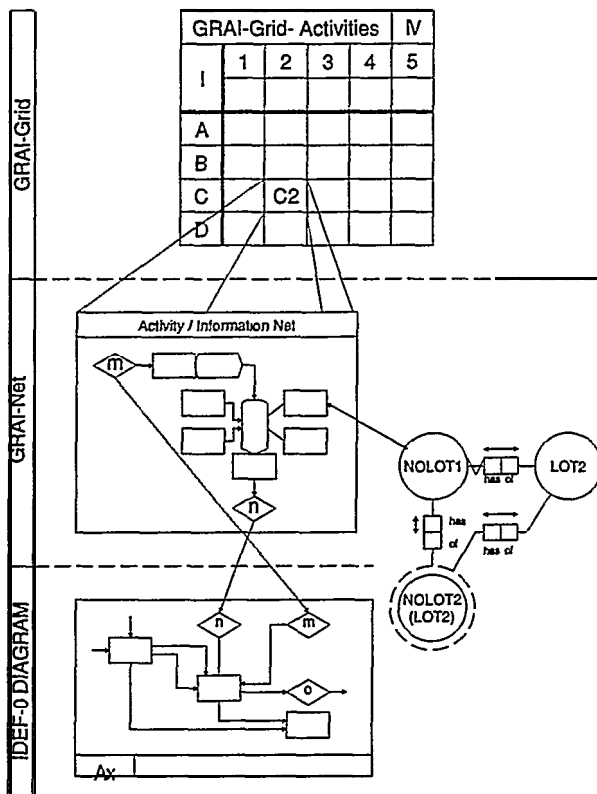 GRAI-Grid- Activities IV
I 1 2 3 4 5
A
B
C C2
D
GRAI-Grid
Activity / Information Net
m
n
GRAI-Net
NOLOT1
has of
LOT2
has
of
has of
NOLOT2
(LOT2)
n
m
o
Ax
IDEF-0 DIAGRAM